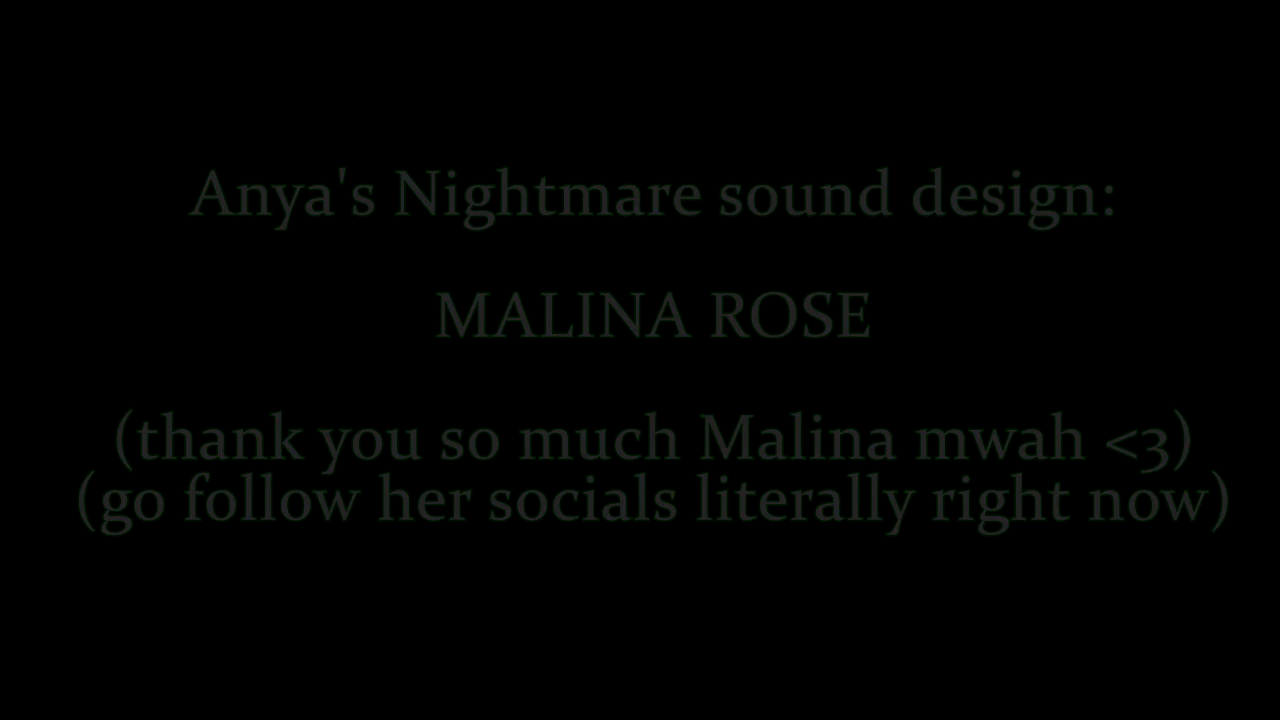 Anya's Nightmare sound design:
MALINA ROSE
(thank you so much Malina mwah <3)
(go follow her socials literally right now)